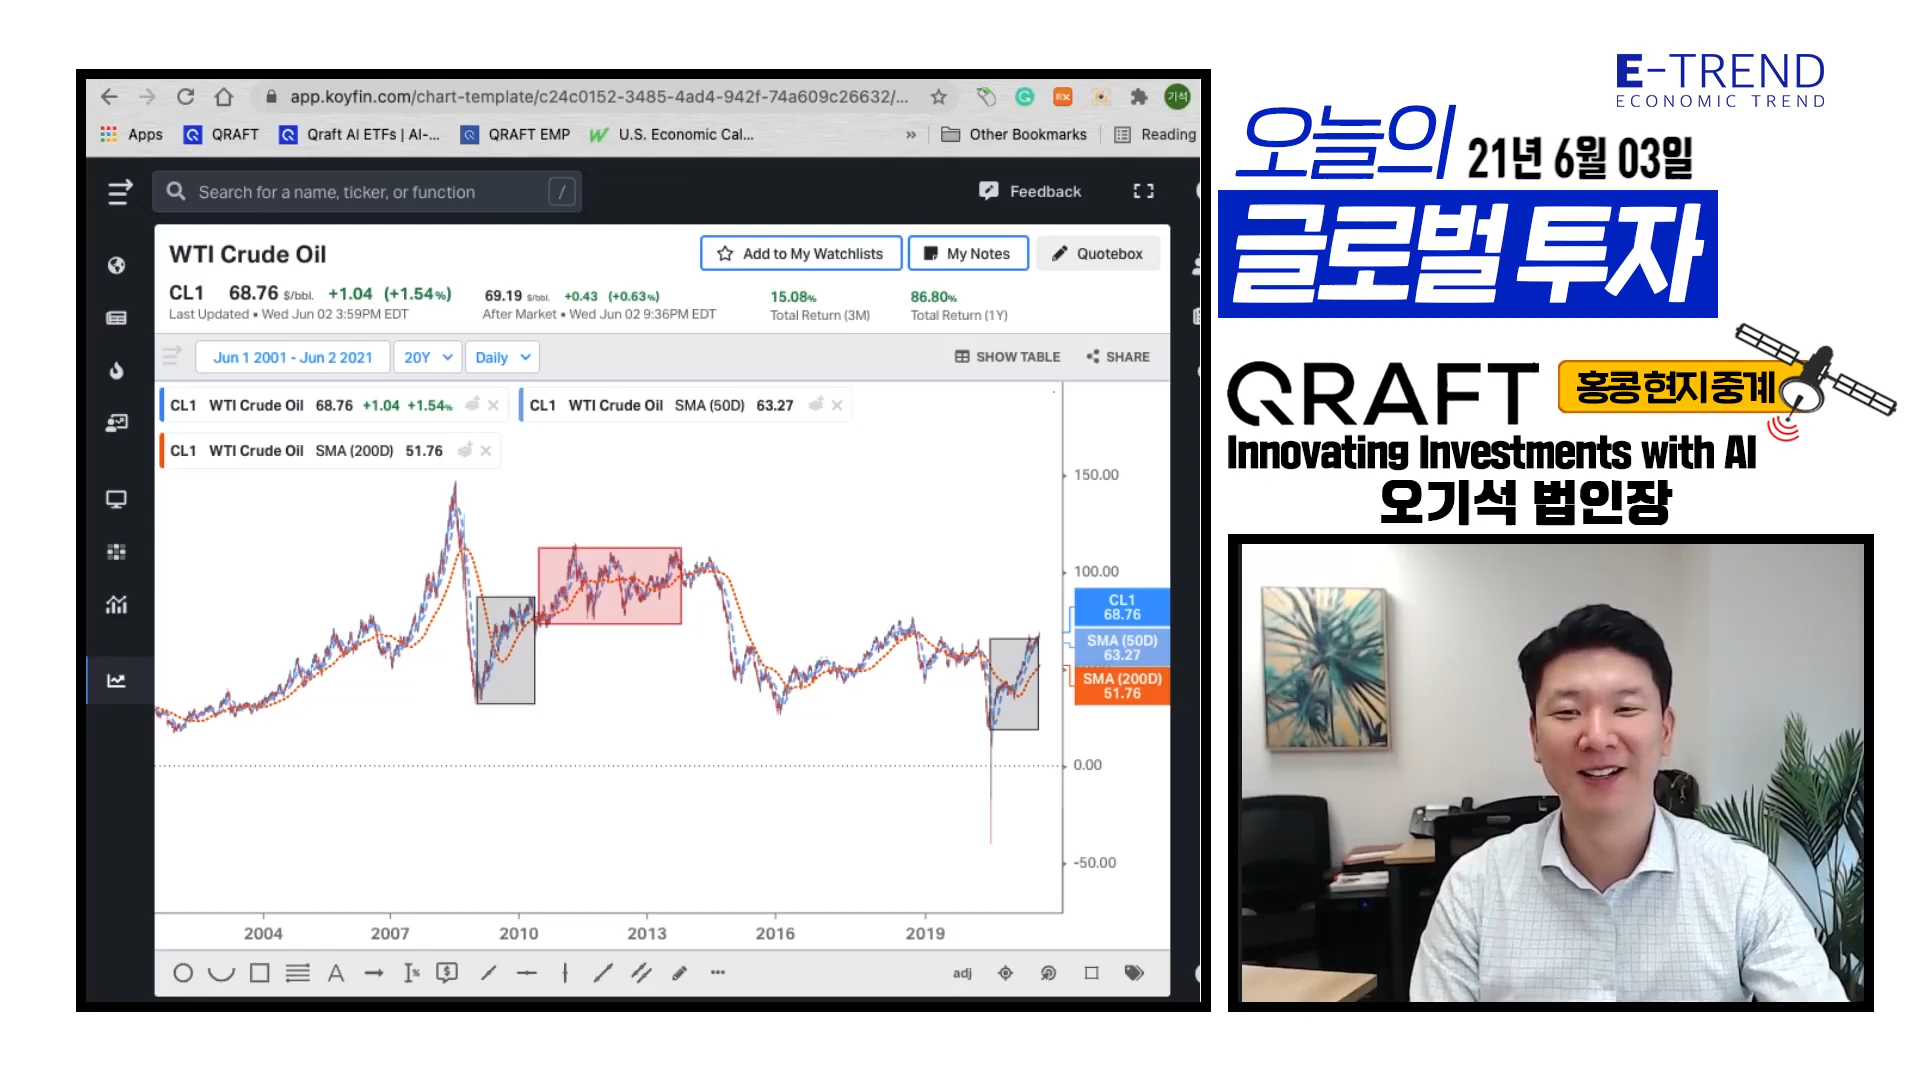 app.koyfin.com/chart-template/c24c0152-3485-4ad4-942f-74a609c26632/...
기석
Apps QRAFT Qraft AI ETFs | AI-... QRAFT EMP U.S. Economic Cal... » Other Bookmarks Reading
Search for a name, ticker, or function /
Feedback
WTI Crude Oil
Add to My Watchlists My Notes Quotebox
CL1 68.76 $/bbl. +1.04 (+1.54%)
Last Updated • Wed Jun 02 3:59PM EDT
69.19 $/bbl. +0.43 (+0.63%)
After Market • Wed Jun 02 9:36PM EDT
15.08%
Total Return (3M)
86.80%
Total Return (1Y)
Jun 1 2001 - Jun 2 2021 20Y Daily
SHOW TABLE SHARE
CL1 WTI Crude Oil 68.76 +1.04 +1.54%
CL1 WTI Crude Oil SMA (50D) 63.27
CL1 WTI Crude Oil SMA (200D) 51.76
150.00
100.00
CL1
68.76
SMA (50D)
63.27
SMA (200D)
51.76
0.00
-50.00
2004 2007 2010 2013 2016 2019
adj
E-TREND
ECONOMIC TREND
오늘의 21년 6월 03일
글로벌 투자
QRAFT 홍콩 현지 중계
Innovating Investments with AI
오기석 법인장